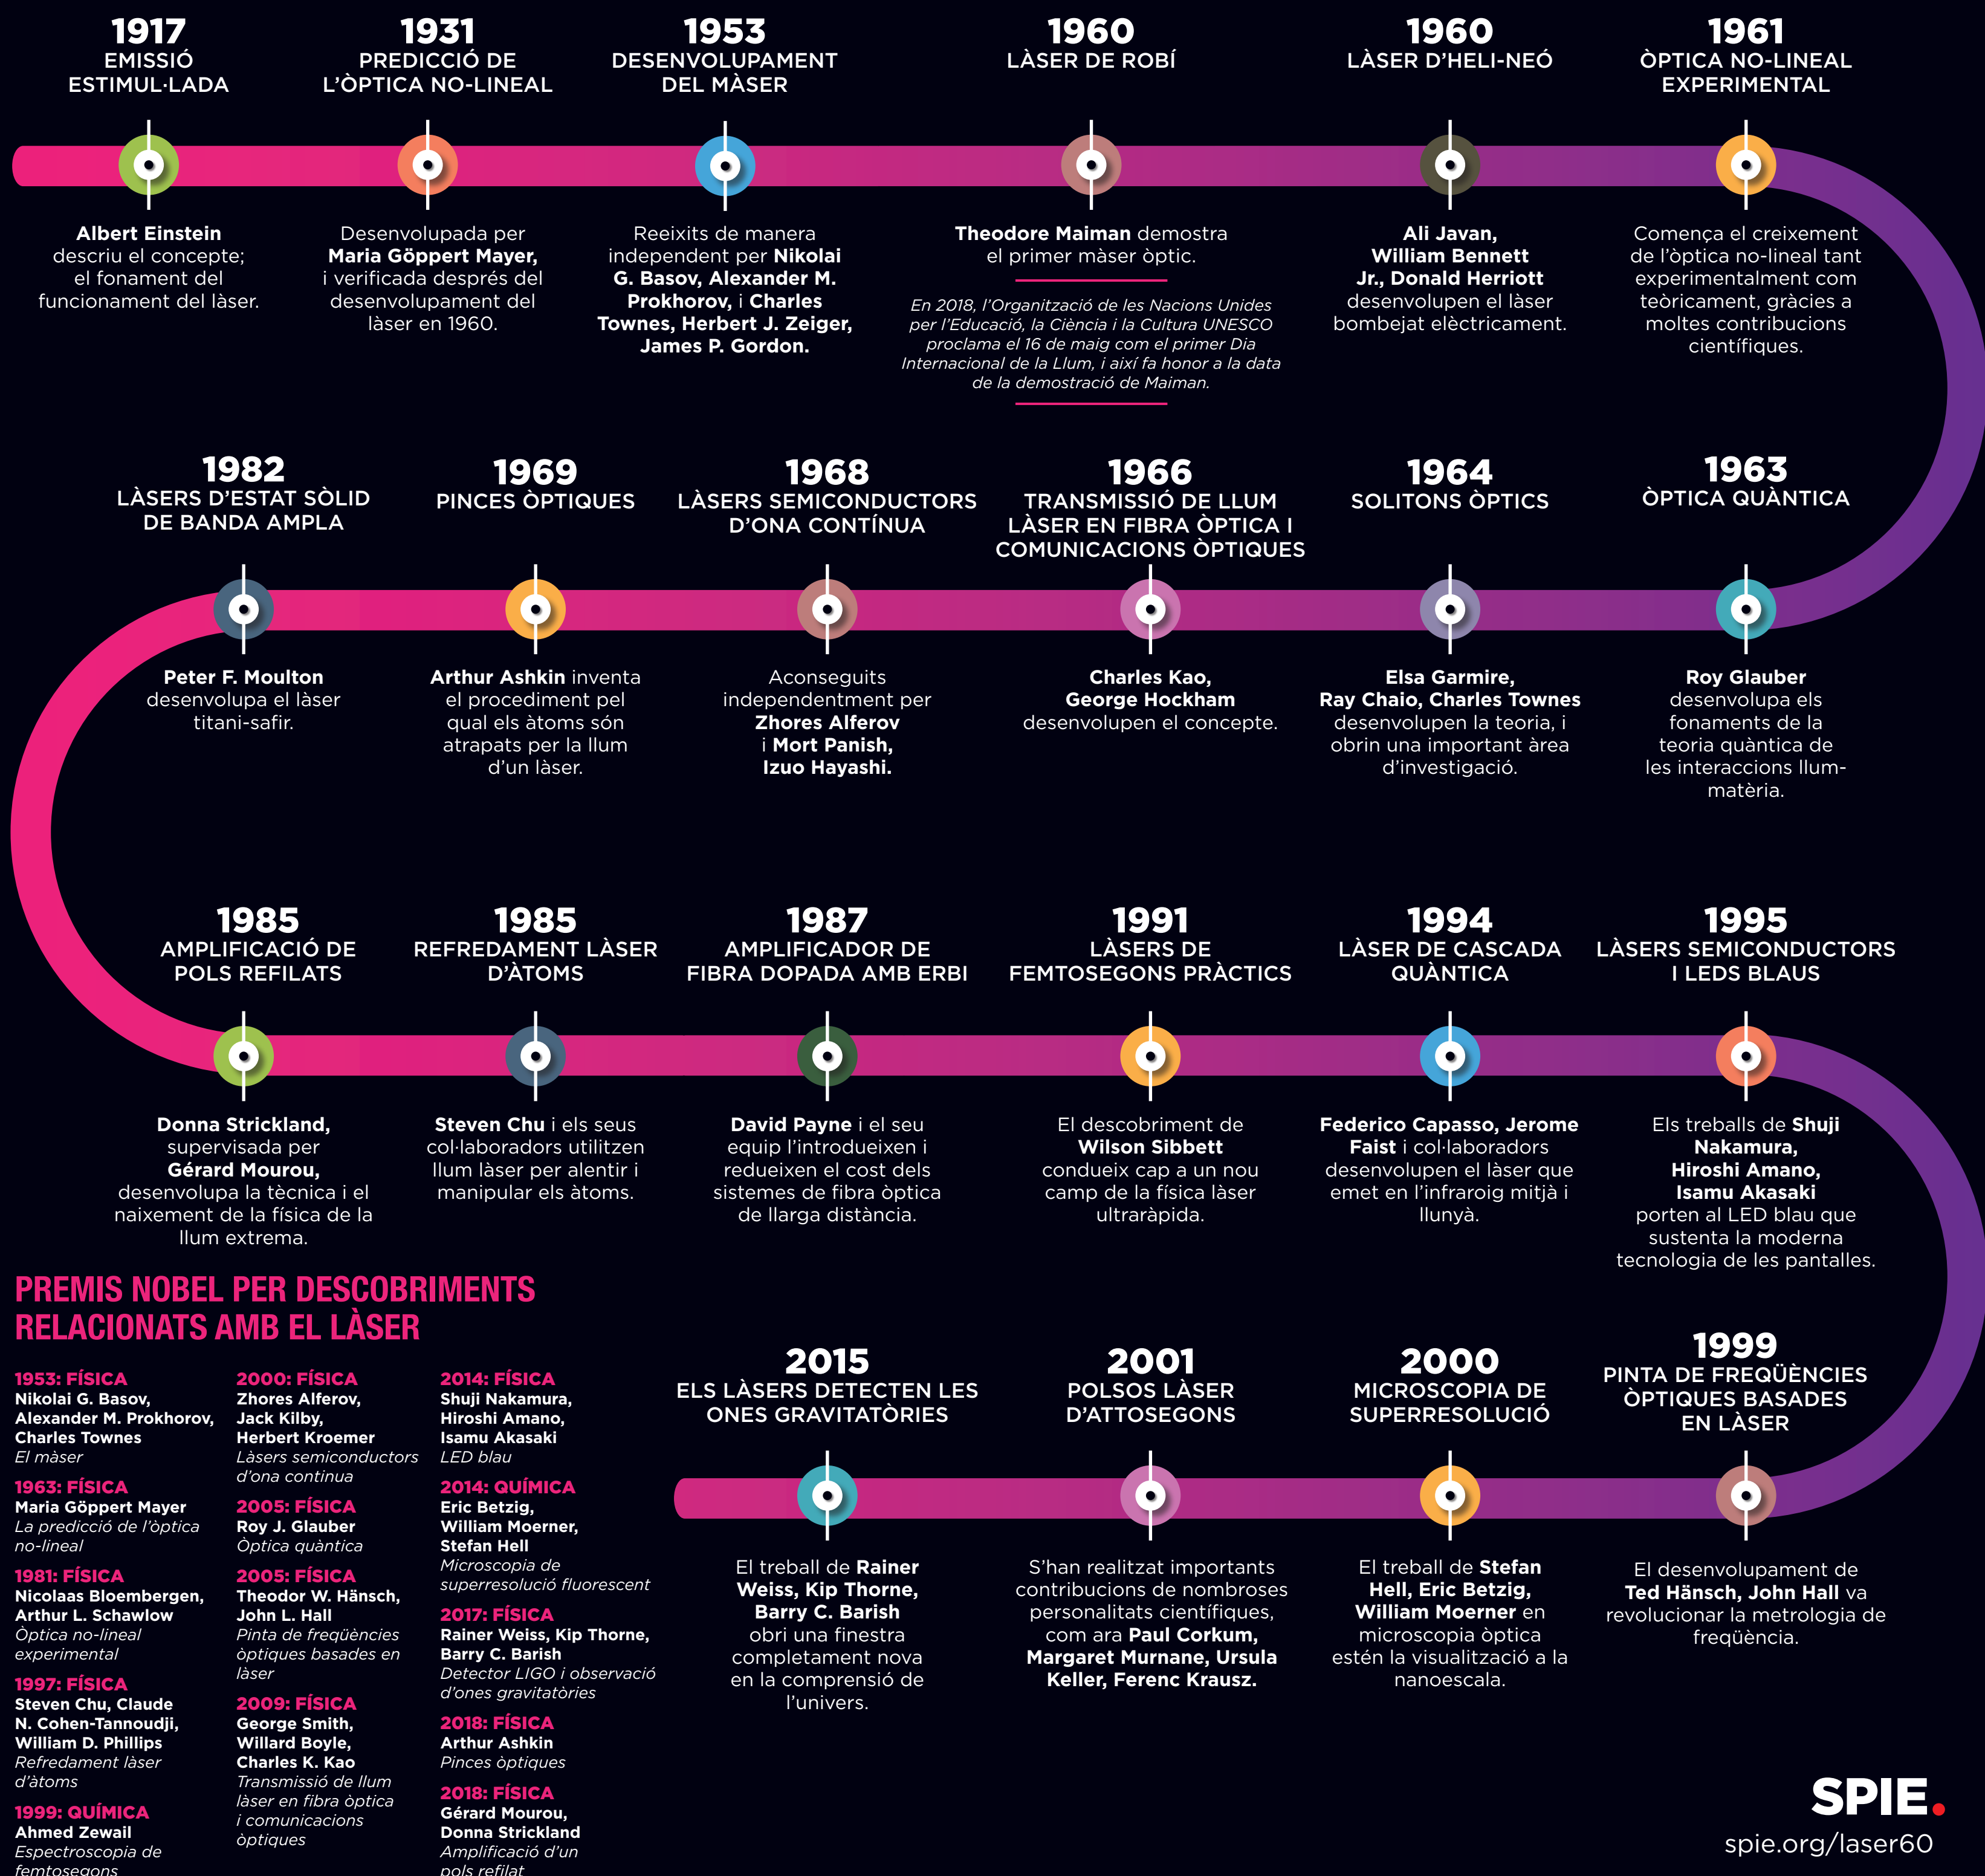 1917
EMISSIÓ
ESTIMUL·LADA
Albert Einstein
descriu el concepte;
el fonament del
funcionament del làser.
1931
PREDICCIÓ DE
L'ÒPTICA NO-LINEAL
Desenvolupada per
Maria Göppert Mayer,
i verificada després del
desenvolupament del
làser en 1960.
1953
DESENVOLUPAMENT
DEL MÀSER
Reeixits de manera
independent per Nikolai
G. Basov, Alexander M.
Prokhorov, i Charles
Townes, Herbert J. Zeiger,
James P. Gordon.
1960
LÀSER DE ROBÍ
Theodore Maiman demostra
el primer màser òptic.
En 2018, l'Organització de les Nacions Unides
per l'Educació, la Ciència i la Cultura UNESCO
proclama el 16 de maig com el primer Dia
Internacional de la Llum, i així fa honor a la data
de la demostració de Maiman.
1960
LÀSER D'HELI-NEÓ
Ali Javan,
William Bennett
Jr., Donald Herriott
desenvolupen el làser
bombejat elèctricament.
1961
ÒPTICA NO-LINEAL
EXPERIMENTAL
Comença el creixement
de l'òptica no-lineal tant
experimentalment com
teòricament, gràcies a
moltes contribucions
científiques.
1963
ÒPTICA QUÀNTICA
Roy Glauber
desenvolupa els
fonaments de la
teoria quàntica de
les interaccions llum-
matèria.
1964
SOLITONS ÒPTICS
Elsa Garmire,
Ray Chaio, Charles Townes
desenvolupen la teoria, i
obrin una important àrea
d'investigació.
1966
TRANSMISSIÓ DE LLUM
LÀSER EN FIBRA ÒPTICA I
COMUNICACIONS ÒPTIQUES
Charles Kao,
George Hockham
desenvolupen el concepte.
1968
LÀSERS SEMICONDUCTORS
D'ONA CONTÍNUA
Aconseguits
independentment per
Zhores Alferov
i Mort Panish,
Izuo Hayashi.
1969
PINCES ÒPTIQUES
Arthur Ashkin inventa
el procediment pel
qual els àtoms són
atrapats per la llum
d'un làser.
1982
LÀSERS D'ESTAT SÒLID
DE BANDA AMPLA
Peter F. Moulton
desenvolupa el làser
titani-safir.
1985
AMPLIFICACIÓ DE
POLS REFILATS
Donna Strickland,
supervisada per
Gérard Mourou,
desenvolupa la tècnica i el
naixement de la física de la
llum extrema.
1985
REFREDAMENT LÀSER
D'ÀTOMS
Steven Chu i els seus
col·laboradors utilitzen
llum làser per alentir i
manipular els àtoms.
1987
AMPLIFICADOR DE
FIBRA DOPADA AMB ERBI
David Payne i el seu
equip l'introdueixen i
redueixen el cost dels
sistemes de fibra òptica
de llarga distància.
1991
LÀSERS DE
FEMTOSEGONS PRÀCTICS
El descobriment de
Wilson Sibbett
condueix cap a un nou
camp de la física làser
ultraràpida.
1994
LÀSER DE CASCADA
QUÀNTICA
Federico Capasso, Jerome
Faist i col·laboradors
desenvolupen el làser que
emet en l'infraroig mitjà i
llunyà.
1995
LÀSERS SEMICONDUCTORS
I LEDS BLAUS
Els treballs de Shuji
Nakamura,
Hiroshi Amano,
Isamu Akasaki
porten al LED blau que
sustenta la moderna
tecnologia de les pantalles.
1999
PINTA DE FREQÜÈNCIES
ÒPTIQUES BASADES
EN LÀSER
El desenvolupament de
Ted Hänsch, John Hall va
revolucionar la metrologia de
freqüència.
2000
MICROSCOPIA DE
SUPERRESOLUCIÓ
El treball de Stefan
Hell, Eric Betzig,
William Moerner en
microscopia òptica
estén la visualització a la
nanoescala.
2001
POLSOS LÀSER
D'ATTOSEGONS
S'han realitzat importants
contribucions de nombroses
personalitats científiques,
com ara Paul Corkum,
Margaret Murnane, Ursula
Keller, Ferenc Krausz.
2015
ELS LÀSERS DETECTEN LES
ONES GRAVITATÒRIES
El treball de Rainer
Weiss, Kip Thorne,
Barry C. Barish
obri una finestra
completament nova
en la comprensió de
l'univers.
PREMIS NOBEL PER DESCOBRIMENTS
RELACIONATS AMB EL LÀSER
1953: FÍSICA
Nikolai G. Basov,
Alexander M. Prokhorov,
Charles Townes
El màser
1963: FÍSICA
Maria Göppert Mayer
La predicció de l'òptica
no-lineal
1981: FÍSICA
Nicolaas Bloembergen,
Arthur L. Schawlow
Òptica no-lineal
experimental
1997: FÍSICA
Steven Chu, Claude
N. Cohen-Tannoudji,
William D. Phillips
Refredament làser
d'àtoms
1999: QUÍMICA
Ahmed Zewail
Espectroscopia de
femtosegons
2000: FÍSICA
Zhores Alferov,
Jack Kilby,
Herbert Kroemer
Làsers semiconductors
d'ona continua
2005: FÍSICA
Roy J. Glauber
Òptica quàntica
2005: FÍSICA
Theodor W. Hänsch,
John L. Hall
Pinta de freqüències
òptiques basades en
làser
2009: FÍSICA
George Smith,
Willard Boyle,
Charles K. Kao
Transmissió de llum
làser en fibra òptica
i comunicacions
òptiques
2014: FÍSICA
Shuji Nakamura,
Hiroshi Amano,
Isamu Akasaki
LED blau
2014: QUÍMICA
Eric Betzig,
William Moerner,
Stefan Hell
Microscopia de
superresolució fluorescent
2017: FÍSICA
Rainer Weiss, Kip Thorne,
Barry C. Barish
Detector LIGO i observació
d'ones gravitatòries
2018: FÍSICA
Arthur Ashkin
Pinces òptiques
2018: FÍSICA
Gérard Mourou,
Donna Strickland
Amplificació d'un
pols refilat
SPIE.
spie.org/laser60